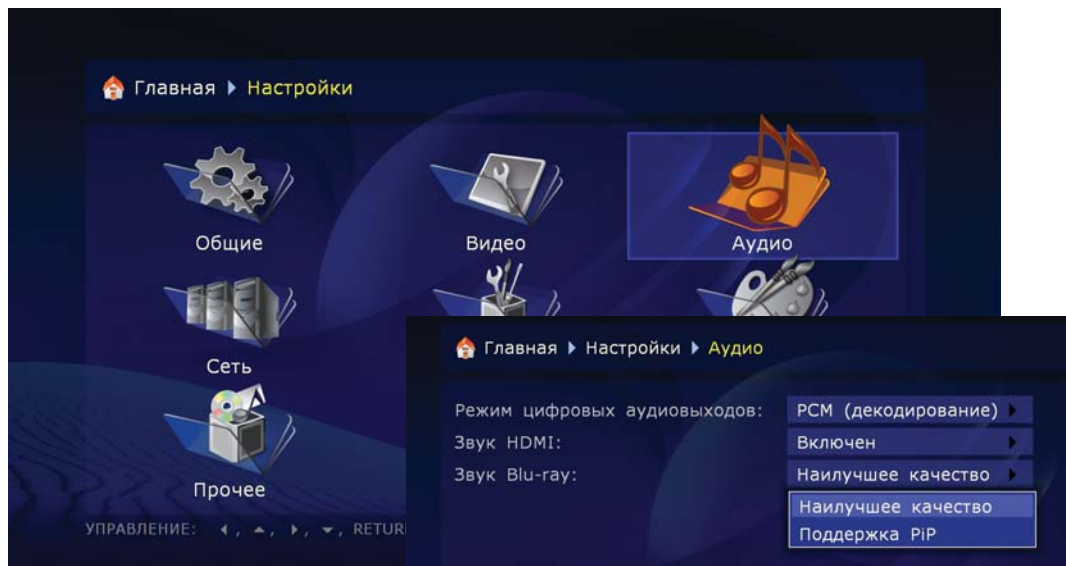 Главная Настройки
Общие Видео Аудио
Сеть
Прочее
УПРАВЛЕНИЕ: , , , , RETUR
Главная Настройки Аудио
Режим цифровых аудиовыходов: PCM (декодирование)
Звук HDMI: Включен
Звук Blu-ray: Наилучшее качество
Наилучшее качество
Поддержка PiP